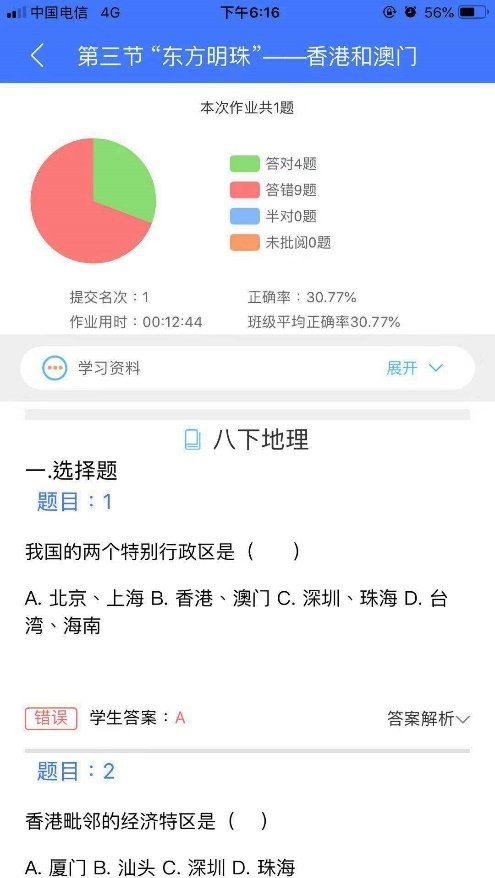 中国电信 4G 下午6:16 56%
第三节 “东方明珠”——香港和澳门
本次作业共1题
答对4题
答错9题
半对0题
未批阅0题
提交名次：1 正确率：30.77%
作业用时：00:12:44 班级平均正确率30.77%
学习资料 展开
八下地理
一.选择题
题目：1
我国的两个特别行政区是（ ）
A. 北京、上海 B. 香港、澳门 C. 深圳、珠海 D. 台
湾、海南
错误 学生答案：A 答案解析
题目：2
香港毗邻的经济特区是（ ）
A. 厦门 B. 汕头 C. 深圳 D. 珠海